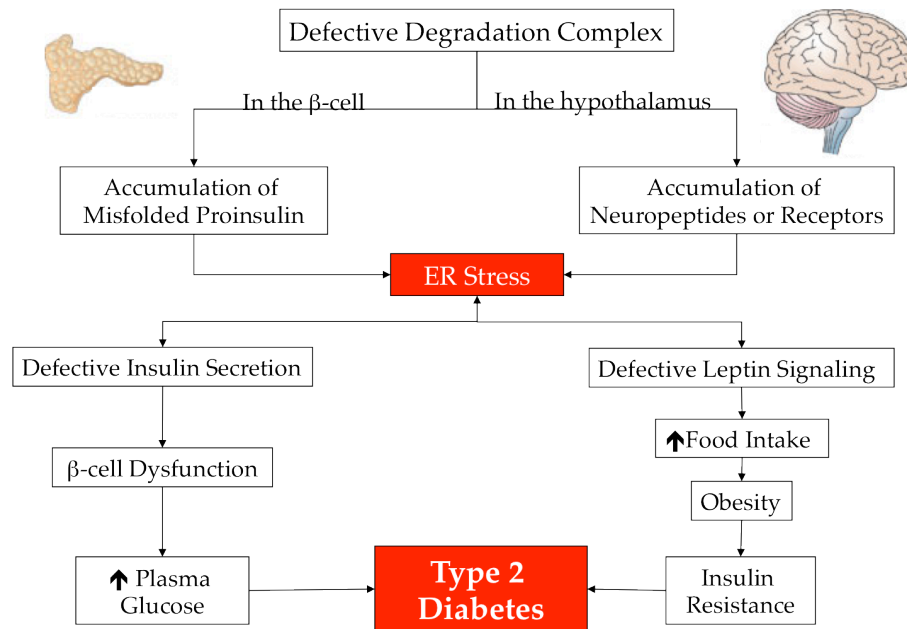 Defective Degradation Complex
In the β-cell
In the hypothalamus
Accumulation of
Misfolded Proinsulin
Accumulation of
Neuropeptides or Receptors
ER Stress
Defective Insulin Secretion
Defective Leptin Signaling
🡅Food Intake
β-cell Dysfunction
Obesity
🡅 Plasma
Glucose
Type 2
Diabetes
Insulin
Resistance